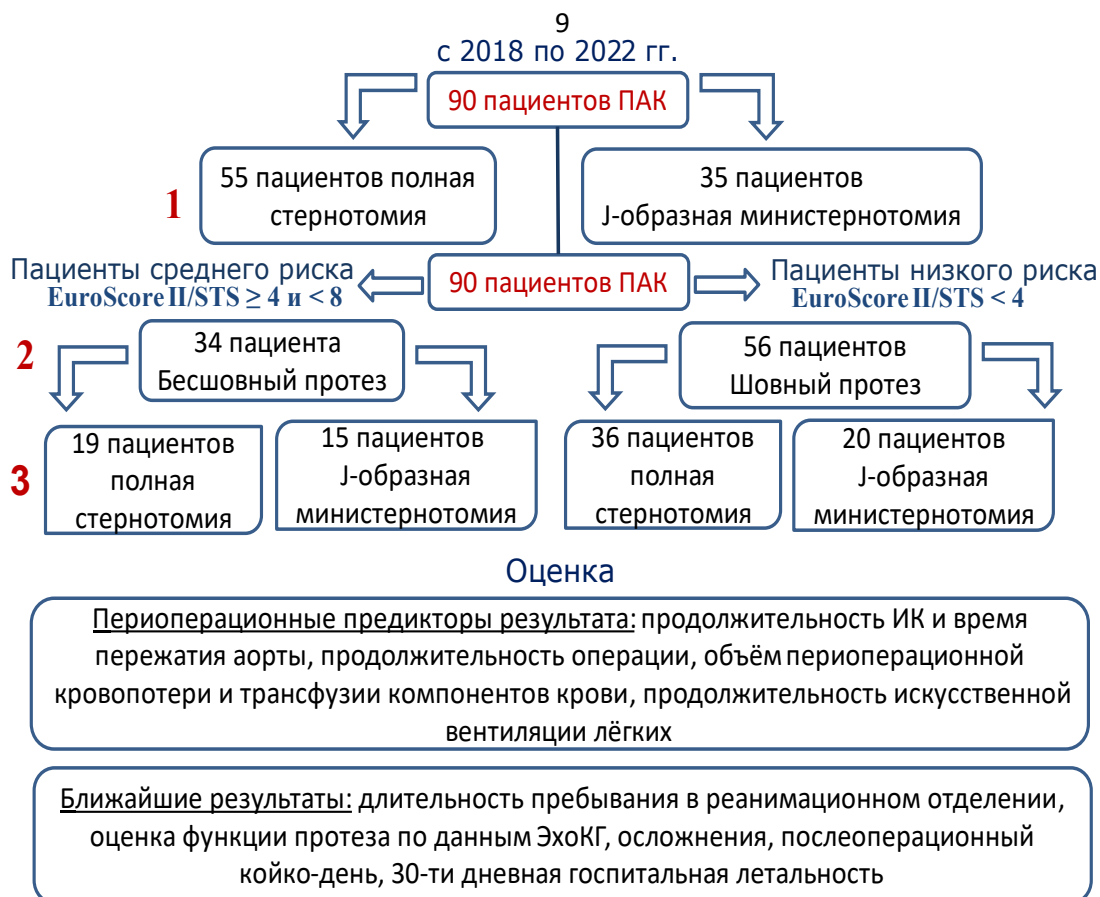 9
с 2018 по 2022 гг.
90 пациентов ПАК
55 пациентов полная
стернотомия
35 пациентов
J-образная министернотомия
1
Пациенты среднего риска
EuroScore II/STS ≥ 4 и < 8
90 пациентов ПАК
Пациенты низкого риска
EuroScore II/STS < 4
2
34 пациента
Бесшовный протез
56 пациентов
Шовный протез
3
19 пациентов
полная
стернотомия
15 пациентов
J-образная
министернотомия
36 пациентов
полная
стернотомия
20 пациентов
J-образная
министернотомия
Оценка
Периоперационные предикторы результата: продолжительность ИК и время
пережатия аорты, продолжительность операции, объём периоперационной
кровопотери и трансфузии компонентов крови, продолжительность искусственной
вентиляции лёгких
Ближайшие результаты: длительность пребывания в реанимационном отделении,
оценка функции протеза по данным ЭхоКГ, осложнения, послеоперационный
койко-день, 30-ти дневная госпитальная летальность